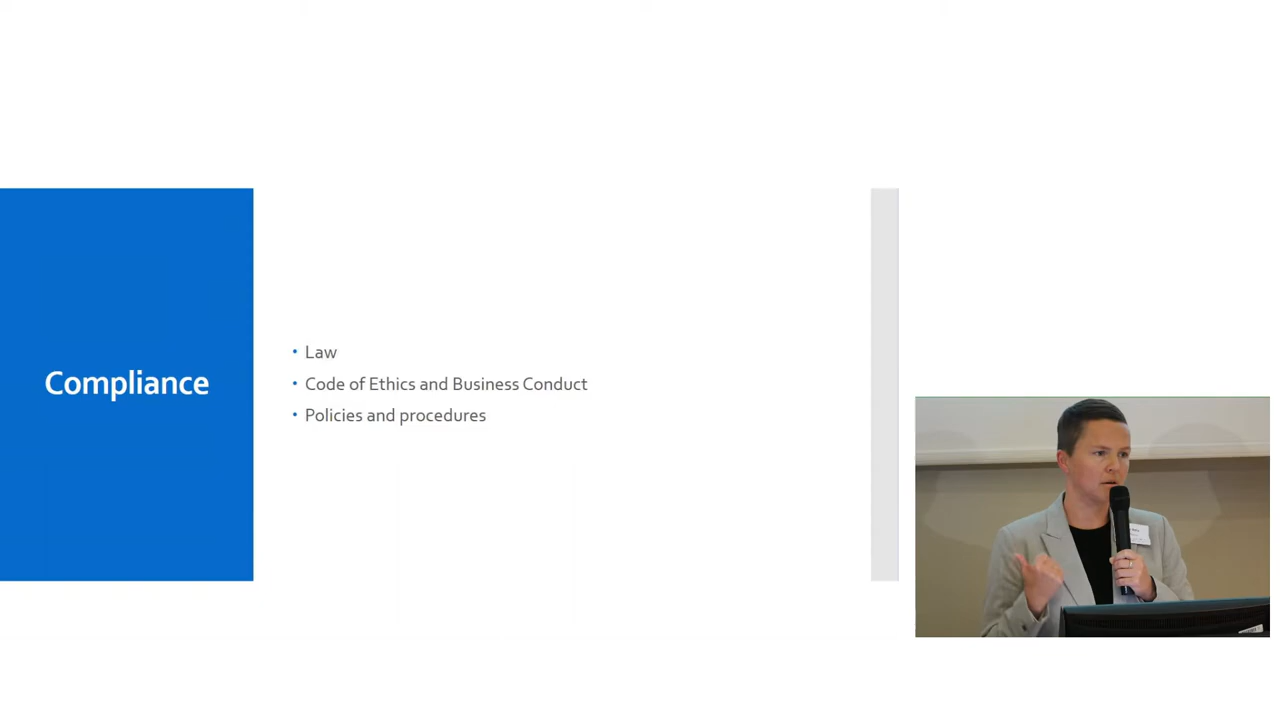 Compliance
• Law
• Code of Ethics and Business Conduct
• Policies and procedures